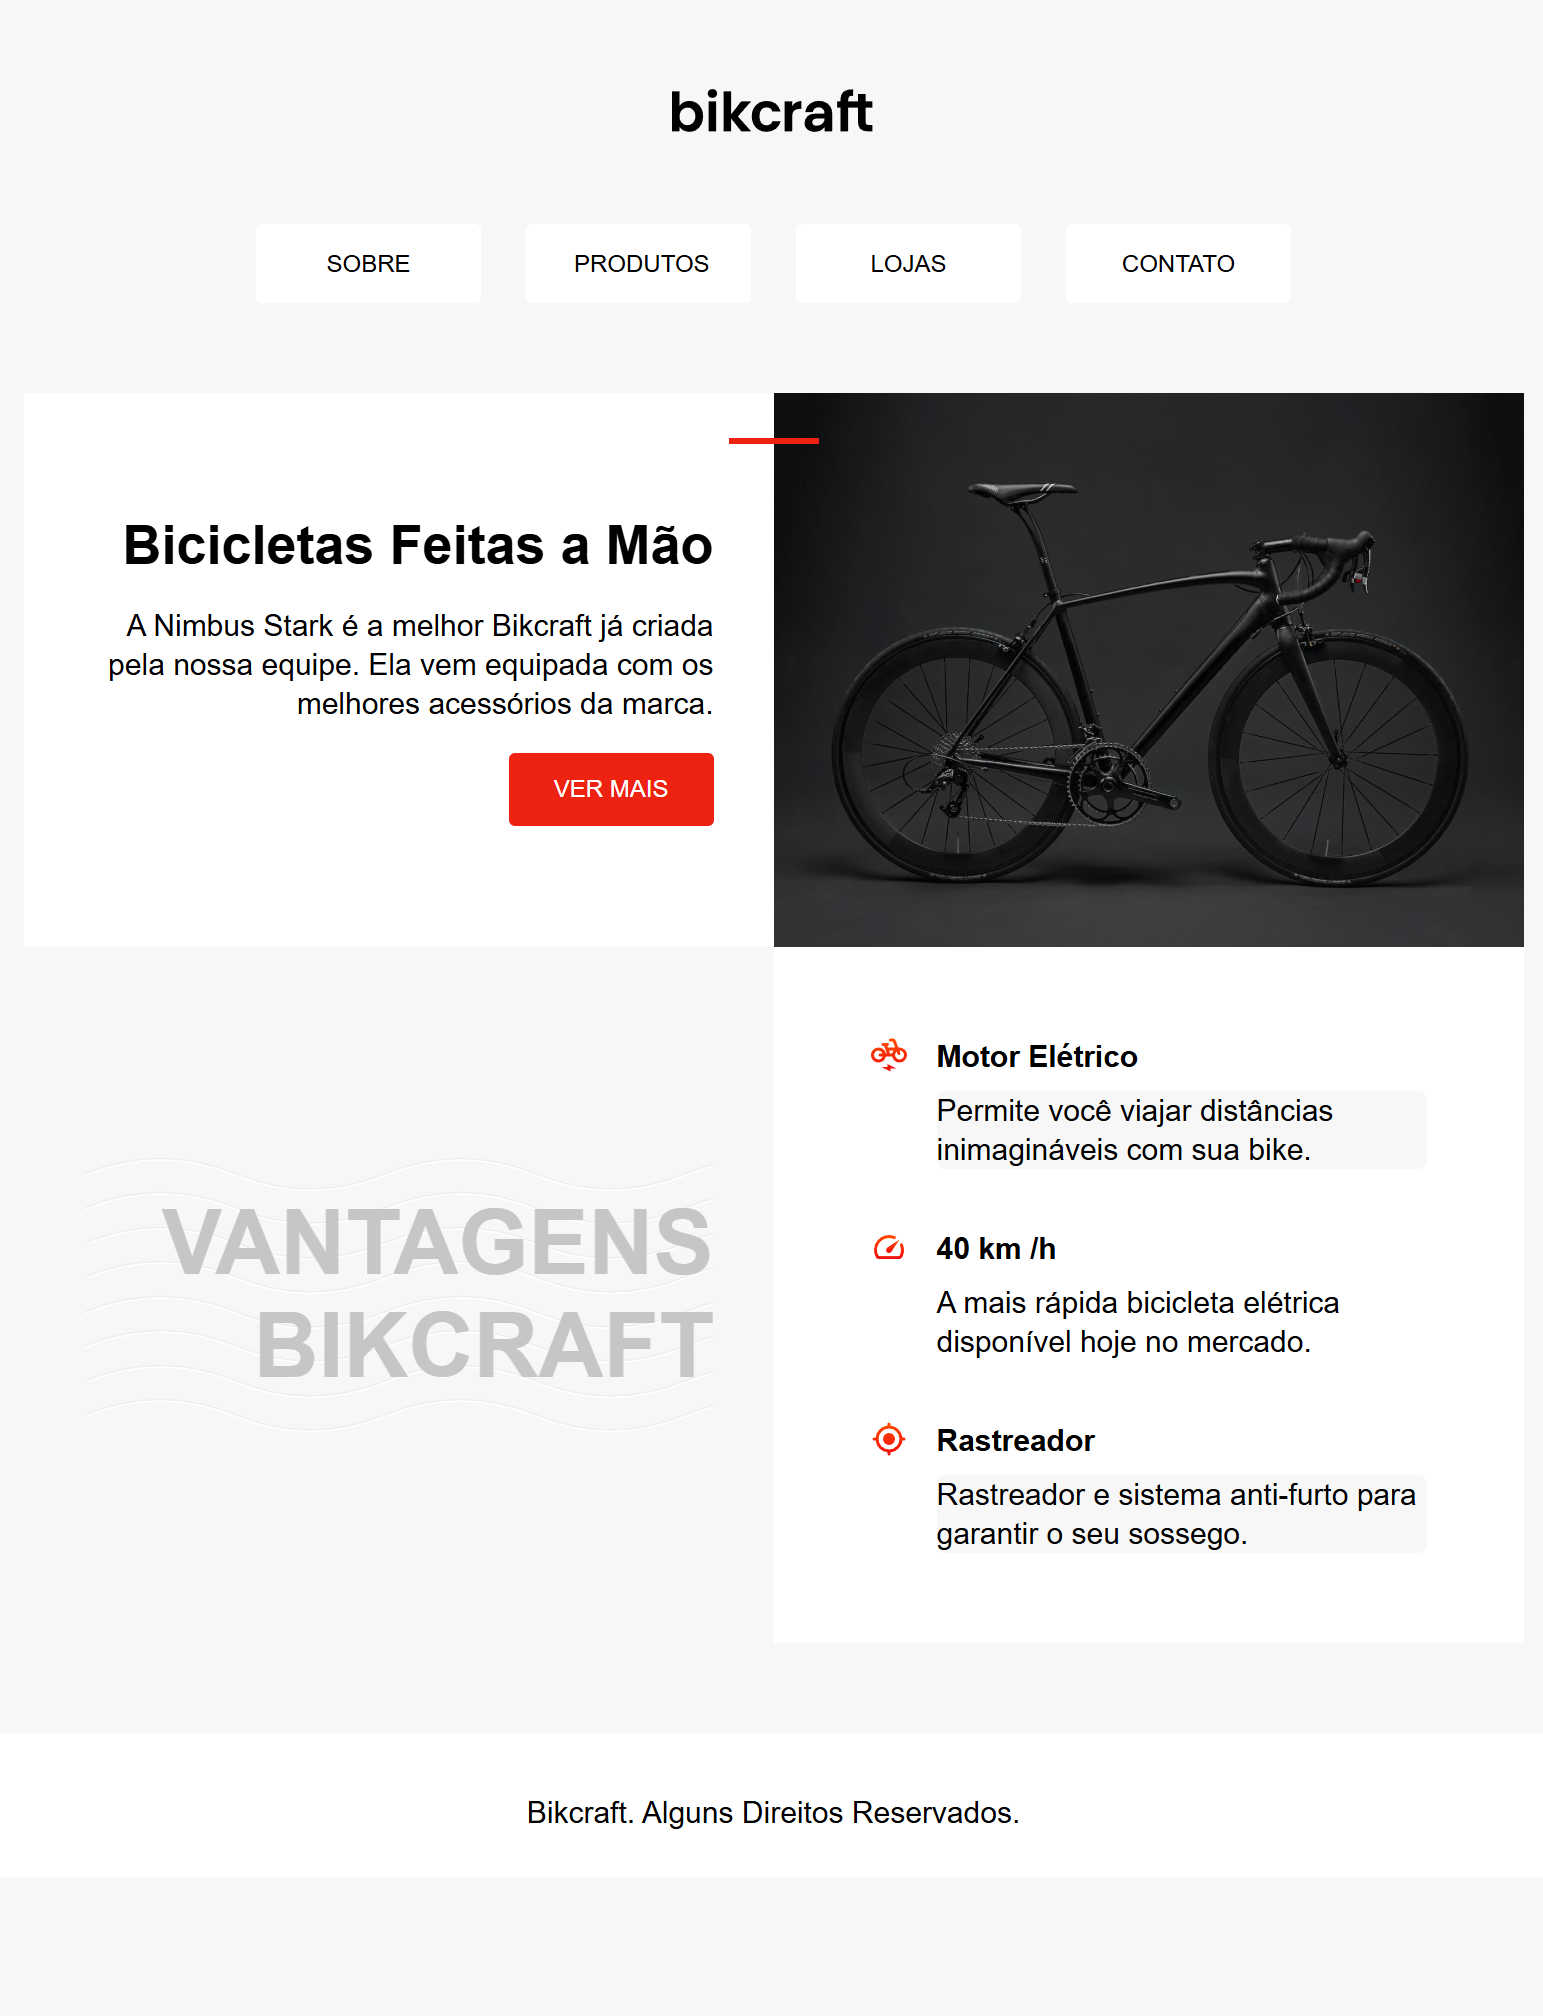 bikcraft
SOBRE
PRODUTOS
LOJAS
CONTATO
Bicicletas Feitas a Mão
A Nimbus Stark é a melhor Bikcraft já criada
pela nossa equipe. Ela vem equipada com os
melhores acessórios da marca.
VER MAIS
VANTAGENS
BIKCRAFT
Motor Elétrico
Permite você viajar distâncias
inimagináveis com sua bike.
40 km /h
A mais rápida bicicleta elétrica
disponível hoje no mercado.
Rastreador
Rastreador e sistema anti-furto para
garantir o seu sossego.
Bikcraft. Alguns Direitos Reservados.